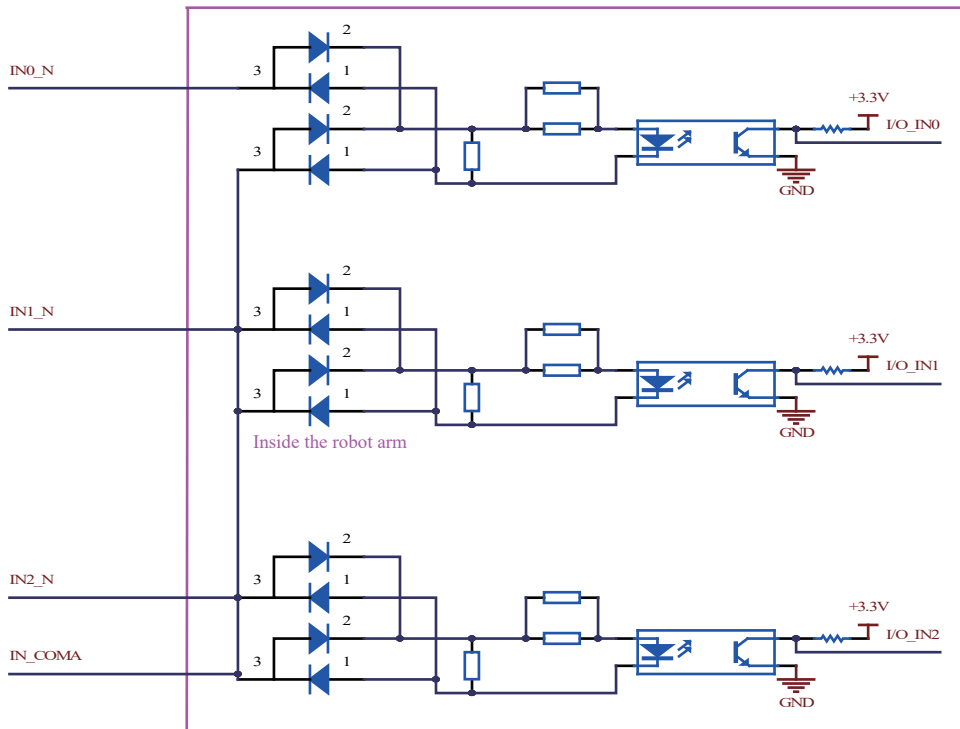 2
IN0_N
3
1
+3.3V
I/O_IN0
2
3
1
GND
2
IN1_N
3
1
+3.3V
I/O_IN1
2
3
1
GND
Inside the robot arm
2
IN2_N
3
1
+3.3V
I/O_IN2
2
IN_COMA
3
1
GND